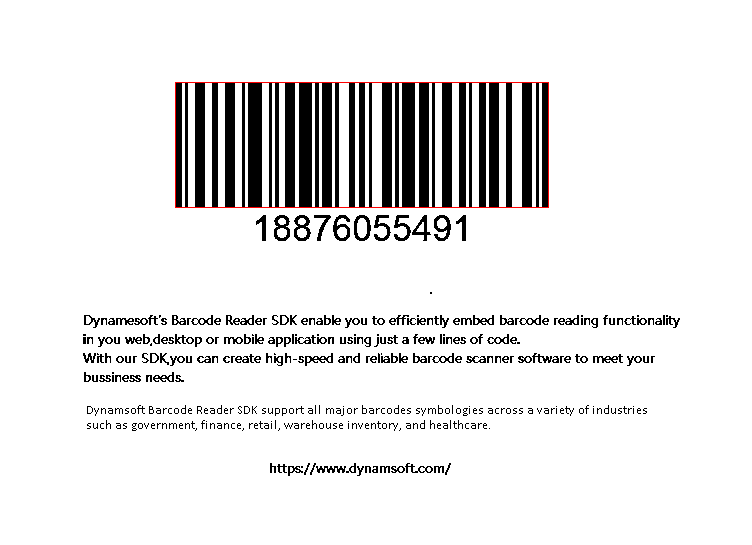 18876055491
Dynamesoft's Barcode Reader SDK enable you to efficiently embed barcode reading functionality
in you web,desktop or mobile application using just a few lines of code.
With our SDK,you can create high-speed and reliable barcode scanner software to meet your
bussiness needs.
Dynamsoft Barcode Reader SDK support all major barcodes symbologies across a variety of industries
such as government, finance, retail, warehouse inventory, and healthcare.
https://www.dynamsoft.com/